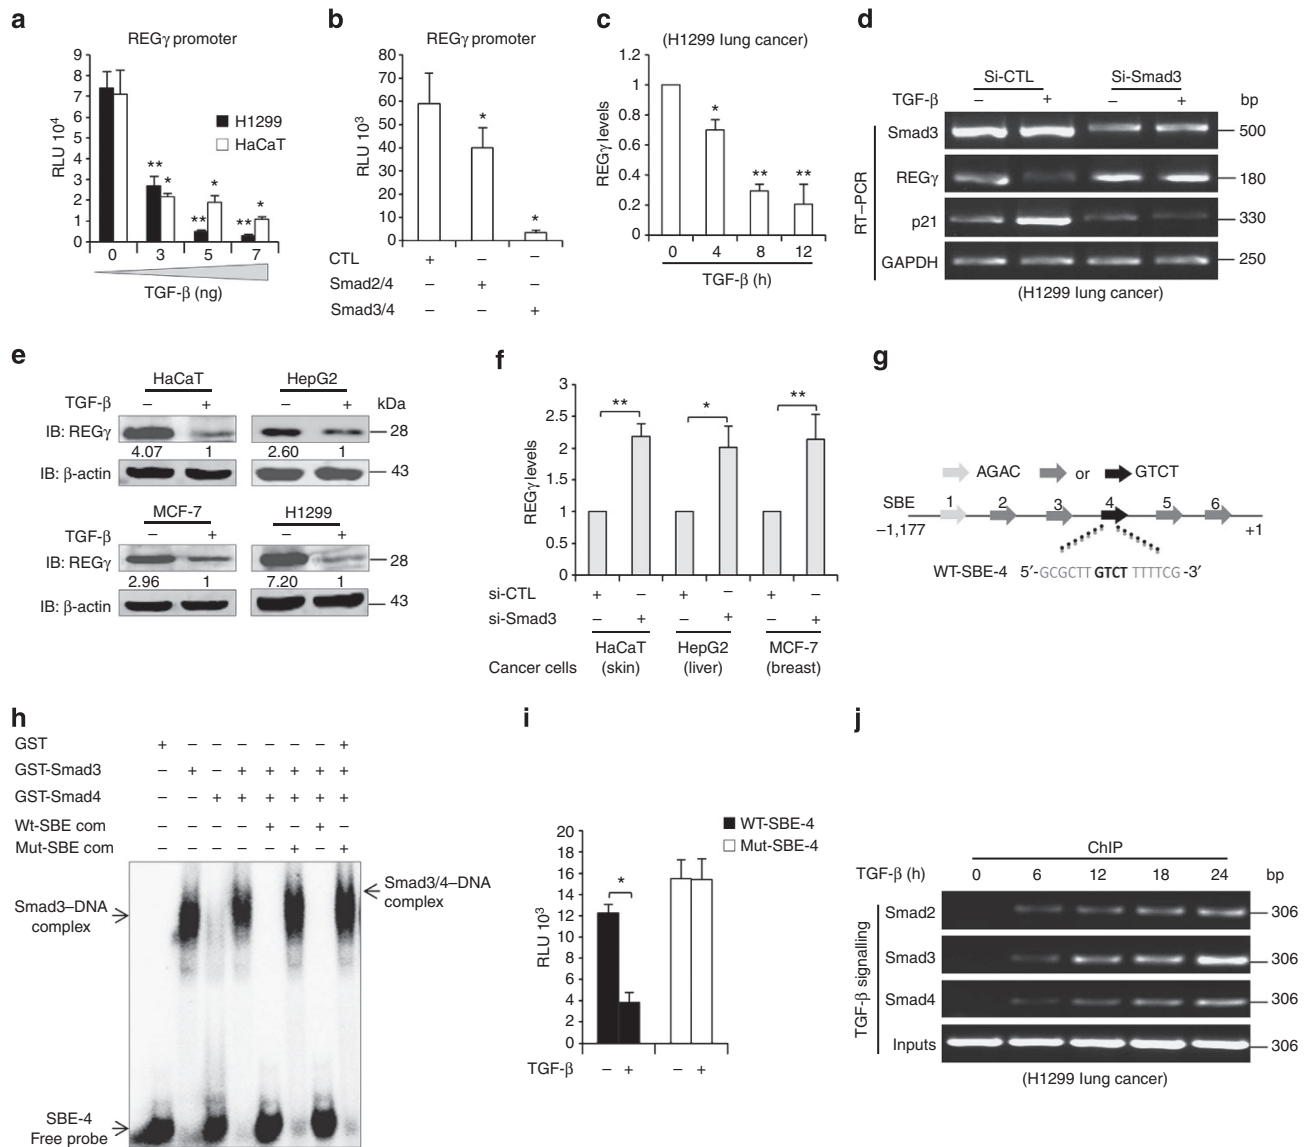 a
REGγ promoter
9
8
7
6
5
4
3
2
1
0
RLU 10⁴
H1299
HaCaT
**
*
**
*
**
*
0 3 5 7
TGF-β (ng)
b
REGγ promoter
80
70
60
50
40
30
20
10
0
RLU 10³
*
*
CTL + – –
Smad2/4 – + –
Smad3/4 – – +
c
(H1299 lung cancer)
1.2
1
0.8
0.6
0.4
0.2
0
REGγ levels
*
**
**
0 4 8 12
TGF-β (h)
d
Si-CTL Si-Smad3
TGF-β – + – + bp
Smad3 500
REGγ 180
p21 330
GAPDH 250
RT–PCR
(H1299 lung cancer)
e
HaCaT HepG2
TGF-β – + – + kDa
IB: REGγ 28
4.07 1 2.60 1
IB: β-actin 43
MCF-7 H1299
TGF-β – + – +
IB: REGγ 28
2.96 1 7.20 1
IB: β-actin 43
f
3
2.5
2
1.5
1
0.5
0
REGγ levels
**
*
**
si-CTL + – + – + –
si-Smad3 – + – + – +
HaCaT HepG2 MCF-7
Cancer cells (skin) (liver) (breast)
g
AGAC or GTCT
SBE 1 2 3 4 5 6
–1,177 +1
WT-SBE-4 5′-GCGCTT GTCT TTTTCG -3′
h
GST + – – – – – – +
GST-Smad3 – + – + + + + +
GST-Smad4 – – + + + + + +
Wt-SBE com – – – – + – + –
Mut-SBE com – – – – – + – +
Smad3–DNA
complex
Smad3/4–DNA
complex
SBE-4
Free probe
i
WT-SBE-4
Mut-SBE-4
20
18
16
14
12
10
8
6
4
2
0
RLU 10³
*
TGF-β – + – +
j
ChIP
TGF-β (h) 0 6 12 18 24 bp
Smad2 306
Smad3 306
Smad4 306
Inputs 306
TGF-β signalling
(H1299 lung cancer)